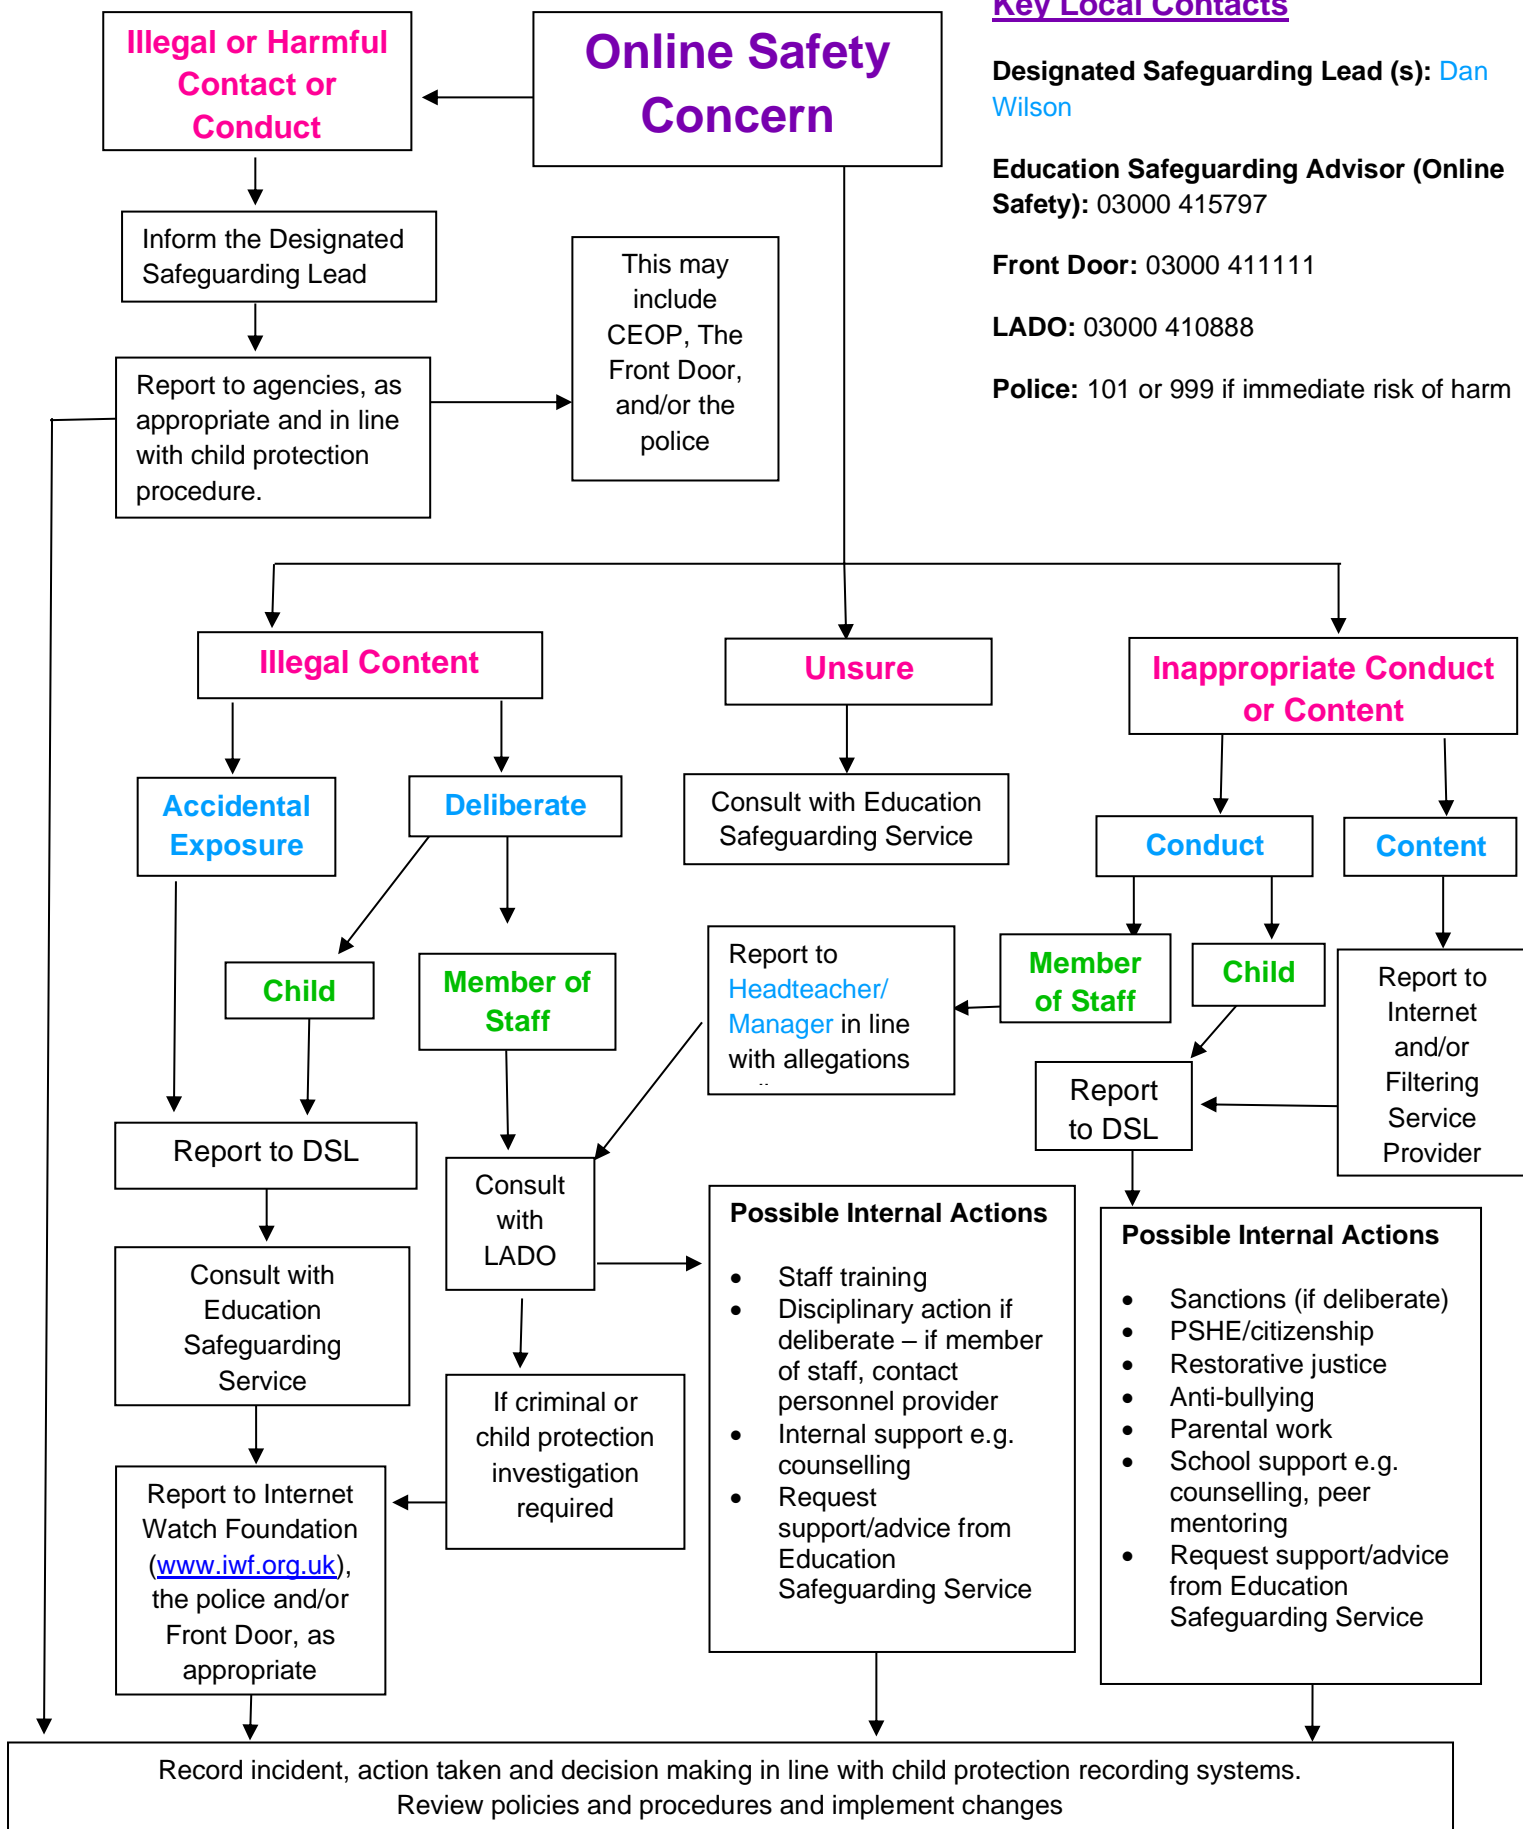 Key Local Contacts
Illegal or Harmful
Contact or
Conduct
Online Safety
Concern
Designated Safeguarding Lead (s): Dan
Wilson
Education Safeguarding Advisor (Online
Safety): 03000 415797
Front Door: 03000 411111
LADO: 03000 410888
Police: 101 or 999 if immediate risk of harm
Inform the Designated
Safeguarding Lead
This may
include
CEOP, The
Front Door,
and/or the
police
Report to agencies, as
appropriate and in line
with child protection
procedure.
Illegal Content
Unsure
Inappropriate Conduct
or Content
Accidental
Exposure
Deliberate
Consult with Education
Safeguarding Service
Conduct
Content
Child
Member of
Staff
Report to
Headteacher/
Manager in line
with allegations
Member
of Staff
Child
Report to
Internet
and/or
Filtering
Service
Provider
Report to DSL
Consult
with
LADO
Report
to DSL
Consult with
Education
Safeguarding
Service
If criminal or
child protection
investigation
required
Possible Internal Actions
• Staff training
• Disciplinary action if
deliberate – if member
of staff, contact
personnel provider
• Internal support e.g.
counselling
• Request
support/advice from
Education
Safeguarding Service
Possible Internal Actions
• Sanctions (if deliberate)
• PSHE/citizenship
• Restorative justice
• Anti-bullying
• Parental work
• School support e.g.
counselling, peer
mentoring
• Request support/advice
from Education
Safeguarding Service
Report to Internet
Watch Foundation
(www.iwf.org.uk),
the police and/or
Front Door, as
appropriate
Record incident, action taken and decision making in line with child protection recording systems.
Review policies and procedures and implement changes